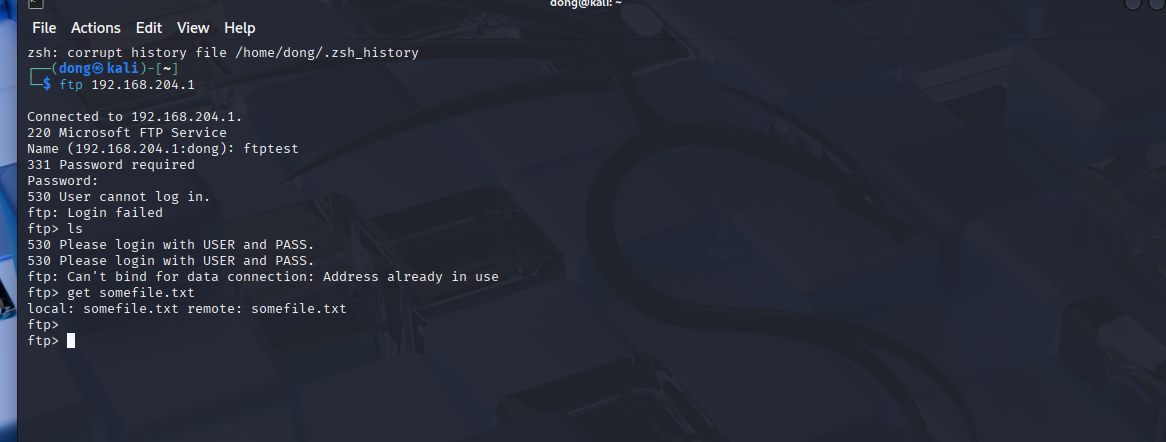 dong@kali: ~
File Actions Edit View Help
zsh: corrupt history file /home/dong/.zsh_history
┌──(dong㉿kali)-[~]
└─$ ftp 192.168.204.1
Connected to 192.168.204.1.
220 Microsoft FTP Service
Name (192.168.204.1:dong): ftptest
331 Password required
Password:
530 User cannot log in.
ftp: Login failed
ftp> ls
530 Please login with USER and PASS.
530 Please login with USER and PASS.
ftp: Can't bind for data connection: Address already in use
ftp> get somefile.txt
local: somefile.txt remote: somefile.txt
ftp>
ftp>